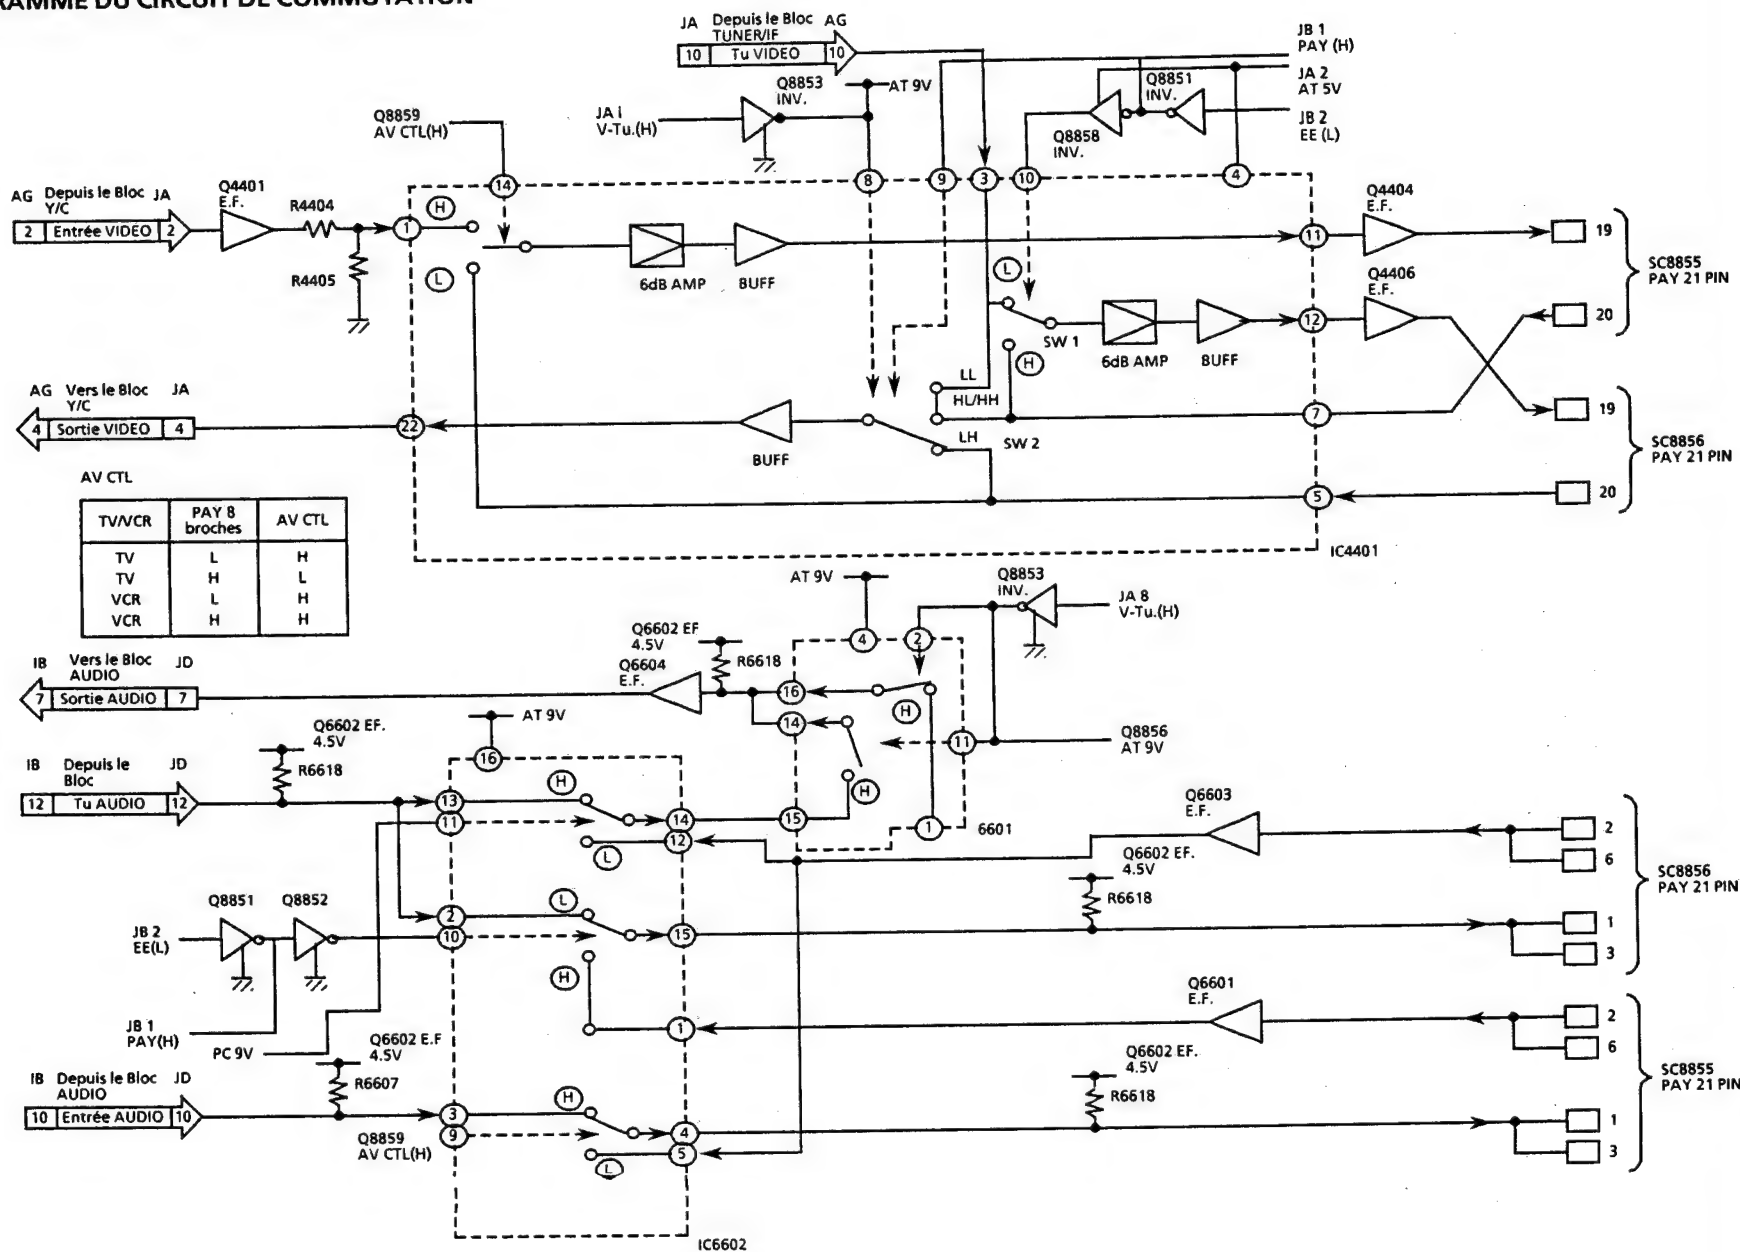 RAMME DU CIRCUIT DE COMMUTATION
JA Depuis le Bloc AG
TUNER/IF
10 Tu VIDEO 10
JB 1
PAY (H)
JA 2
AT 5V
JB 2
EE (L)
Q8851
INV.
Q8858
INV.
Q8853
INV.
AT 9V
JA i
V-Tu.(H)
Q8859
AV CTL(H)
14
8
9
3
10
4
AG Depuis le Bloc JA
Y/C
2 Entrée VIDEO 2
Q4401
E.F.
R4404
R4405
1
H
L
6dB AMP
BUFF
11
Q4404
E.F.
19
20
SC8855
PAY 21 PIN
L
SW 1
H
6dB AMP
BUFF
12
Q4406
E.F.
LL
HL/HH
LH
SW 2
7
19
20
SC8856
PAY 21 PIN
AG Vers le Bloc JA
Y/C
4 Sortie VIDEO 4
22
BUFF
5
IC4401
AV CTL
TV/VCR PAY 8 broches AV CTL
TV L H
TV H L
VCR L H
VCR H H
AT 9V
Q8853
INV.
JA 8
V-Tu.(H)
4
2
Q6602 EF
4.5V
Q6604
E.F.
R6618
IB Vers le Bloc JD
AUDIO
7 Sortie AUDIO 7
16
H
14
11
Q8856
AT 9V
H
15
1
6601
AT 9V
16
Q6602 EF.
4.5V
R6618
IB Depuis le JD
Bloc
12 Tu AUDIO 12
13
11
H
14
12
L
Q6603
E.F.
2
6
SC8856
PAY 21 PIN
Q6602 EF.
4.5V
R6618
1
3
Q8851
Q8852
JB 2
EE(L)
2
10
L
15
H
1
Q6601
E.F.
2
6
SC8855
PAY 21 PIN
JB 1
PAY(H)
PC 9V
Q6602 E.F
4.5V
R6607
IB Depuis le Bloc JD
AUDIO
10 Entrée AUDIO 10
3
9
Q8859
AV CTL(H)
H
4
5
L
Q6602 EF.
4.5V
R6618
1
3
IC6602